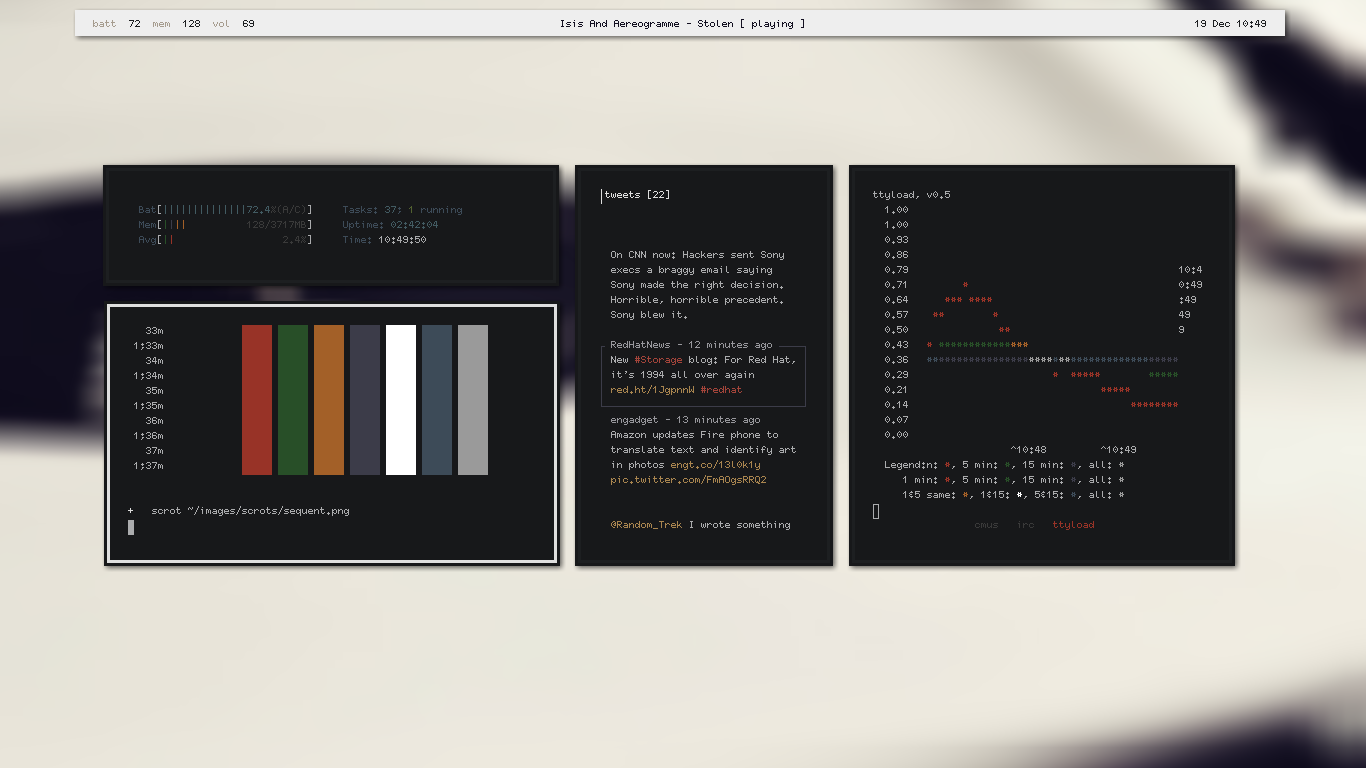 batt 72 mem 128 vol 69
Isis And Aereogramme - Stolen [ playing ]
19 Dec 10:49
Bat[||||||||||||||72.4%(A/C)]
Mem[|||| 128/3717MB]
Avg[|| 2.4%]
Tasks: 37; 1 running
Uptime: 02:42:04
Time: 10:49:50
33m
1;33m
34m
1;34m
35m
1;35m
36m
1;36m
37m
1;37m
+ scrot ~/images/scrots/sequent.png
tweets [22]
On CNN now: Hackers sent Sony
execs a braggy email saying
Sony made the right decision.
Horrible, horrible precedent.
Sony blew it.
RedHatNews - 12 minutes ago
New #Storage blog: For Red Hat,
it's 1994 all over again
red.ht/1JgpnnW #redhat
engadget - 13 minutes ago
Amazon updates Fire phone to
translate text and identify art
in photos engt.co/13l0k1y
pic.twitter.com/FmAOgsRRQ2
@Random_Trek I wrote something
ttyload, v0.5
1.00
1.00
0.93
0.86
0.79 10:4
0.71 * 0:49
0.64 *** **** :49
0.57 ** * 49
0.50 ** 9
0.43 * ***************
0.36 ******************************************
0.29 * ***** *****
0.21 *****
0.14 ********
0.07
0.00
^10:48 ^10:49
Legend:n: *, 5 min: *, 15 min: *, all: *
1 min: *, 5 min: *, 15 min: *, all: *
1&5 same: *, 1&15: *, 5&15: *, all: *
cmus irc ttyload